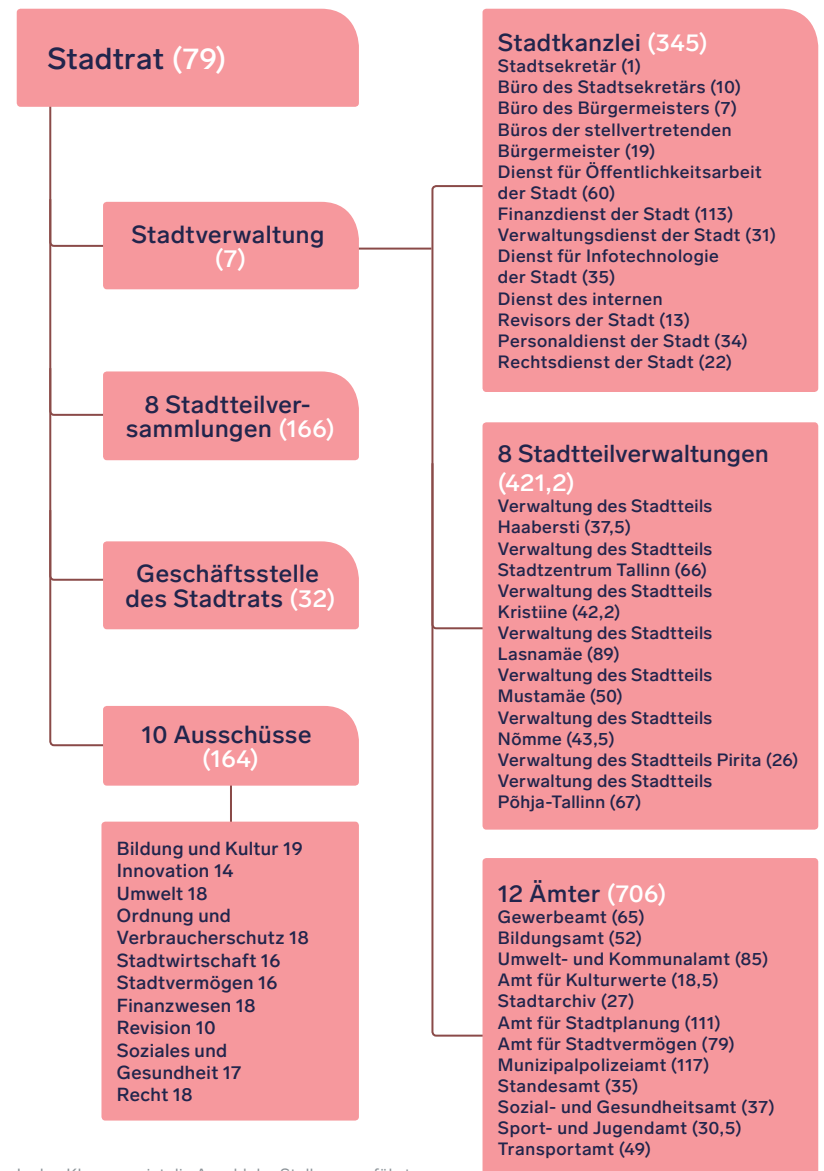 Stadtrat (79)
Stadtverwaltung
(7)
8 Stadtteilver-
sammlungen (166)
Geschäftsstelle
des Stadtrats (32)
10 Ausschüsse
(164)
Bildung und Kultur 19
Innovation 14
Umwelt 18
Ordnung und
Verbraucherschutz 18
Stadtwirtschaft 16
Stadtvermögen 16
Finanzwesen 18
Revision 10
Soziales und
Gesundheit 17
Recht 18
Stadtkanzlei (345)
Stadtsekretär (1)
Büro des Stadtsekretärs (10)
Büro des Bürgermeisters (7)
Büros der stellvertretenden
Bürgermeister (19)
Dienst für Öffentlichkeitsarbeit
der Stadt (60)
Finanzdienst der Stadt (113)
Verwaltungsdienst der Stadt (31)
Dienst für Infotechnologie
der Stadt (35)
Dienst des internen
Revisors der Stadt (13)
Personaldienst der Stadt (34)
Rechtsdienst der Stadt (22)
8 Stadtteilverwaltungen
(421,2)
Verwaltung des Stadtteils
Haabersti (37,5)
Verwaltung des Stadtteils
Stadtzentrum Tallinn (66)
Verwaltung des Stadtteils
Kristiine (42,2)
Verwaltung des Stadtteils
Lasnamäe (89)
Verwaltung des Stadtteils
Mustamäe (50)
Verwaltung des Stadtteils
Nõmme (43,5)
Verwaltung des Stadtteils Pirita (26)
Verwaltung des Stadtteils
Põhja-Tallinn (67)
12 Ämter (706)
Gewerbeamt (65)
Bildungsamt (52)
Umwelt- und Kommunalamt (85)
Amt für Kulturwerte (18,5)
Stadtarchiv (27)
Amt für Stadtplanung (111)
Amt für Stadtvermögen (79)
Munizipalpolizeiamt (117)
Standesamt (35)
Sozial- und Gesundheitsamt (37)
Sport- und Jugendamt (30,5)
Transportamt (49)